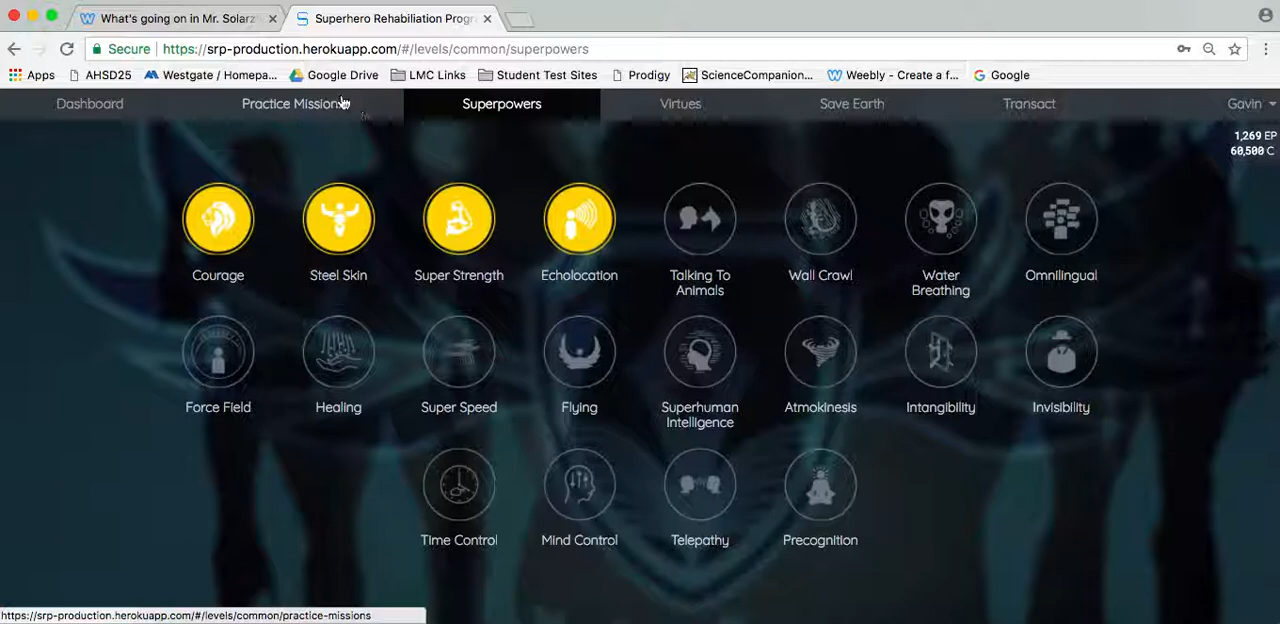 What's going on in Mr. Solarz
Superhero Rehabiliation Progr
Secure
https://srp-production.herokuapp.com/#/levels/common/superpowers
Apps
AHSD25
Westgate / Homepa...
Google Drive
LMC Links
Student Test Sites
Prodigy
ScienceCompanion...
Weebly - Create a f...
Google
Dashboard
Practice Missions
Superpowers
Virtues
Save Earth
Transact
Gavin
1,269 EP
60,500 C
Courage
Steel Skin
Super Strength
Echolocation
Talking To
Animals
Wall Crawl
Water
Breathing
Omnilingual
Force Field
Healing
Super Speed
Flying
Superhuman
Intelligence
Atmokinesis
Intangibility
Invisibility
Time Control
Mind Control
Telepathy
Precognition
https://srp-production.herokuapp.com/#/levels/common/practice-missions